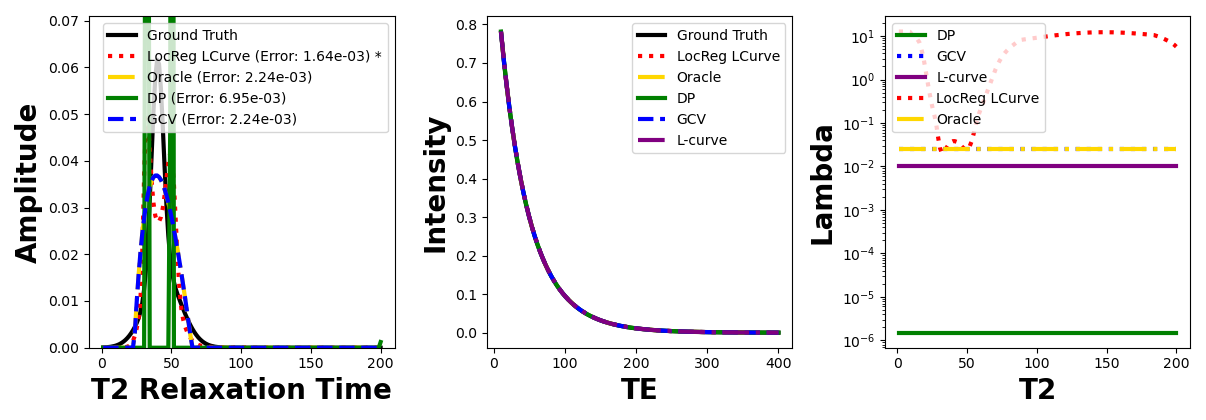 0.07
0.06
0.05
0.04
0.03
0.02
0.01
0.00
Amplitude
Ground Truth
LocReg LCurve (Error: 1.64e-03) *
Oracle (Error: 2.24e-03)
DP (Error: 6.95e-03)
GCV (Error: 2.24e-03)
0 50 100 150 200
T2 Relaxation Time
0.8
0.7
0.6
0.5
0.4
0.3
0.2
0.1
0.0
Intensity
Ground Truth
LocReg LCurve
Oracle
DP
GCV
L-curve
0 100 200 300 400
TE
10¹
10⁰
10⁻¹
10⁻²
10⁻³
10⁻⁴
10⁻⁵
10⁻⁶
Lambda
DP
GCV
L-curve
LocReg LCurve
Oracle
0 50 100 150 200
T2